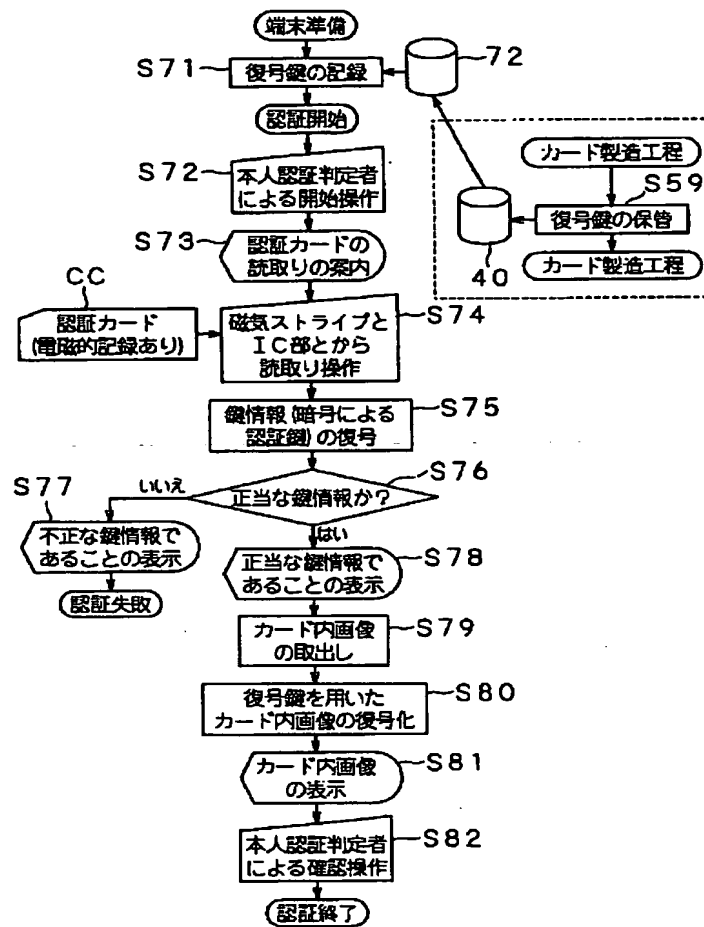 端末準備
S71
復号鍵の記録
72
認証開始
カード製造工程
S59
S72
本人認証判定者
による開始操作
復号鍵の保管
40
カード製造工程
S73
認証カードの
読取りの案内
CC
認証カード
(電磁的記録あり)
磁気ストライプと
IC部とから
読取り操作
S74
鍵情報(暗号による
認証鍵)の復号
S75
S76
正当な鍵情報か?
いいえ
はい
S77
不正な鍵情報で
あることの表示
認証失敗
正当な鍵情報で
あることの表示
S78
カード内画像
の取出し
S79
復号鍵を用いた
カード内画像の復号化
S80
カード内画像
の表示
S81
本人認証判定者
による確認操作
S82
認証終了